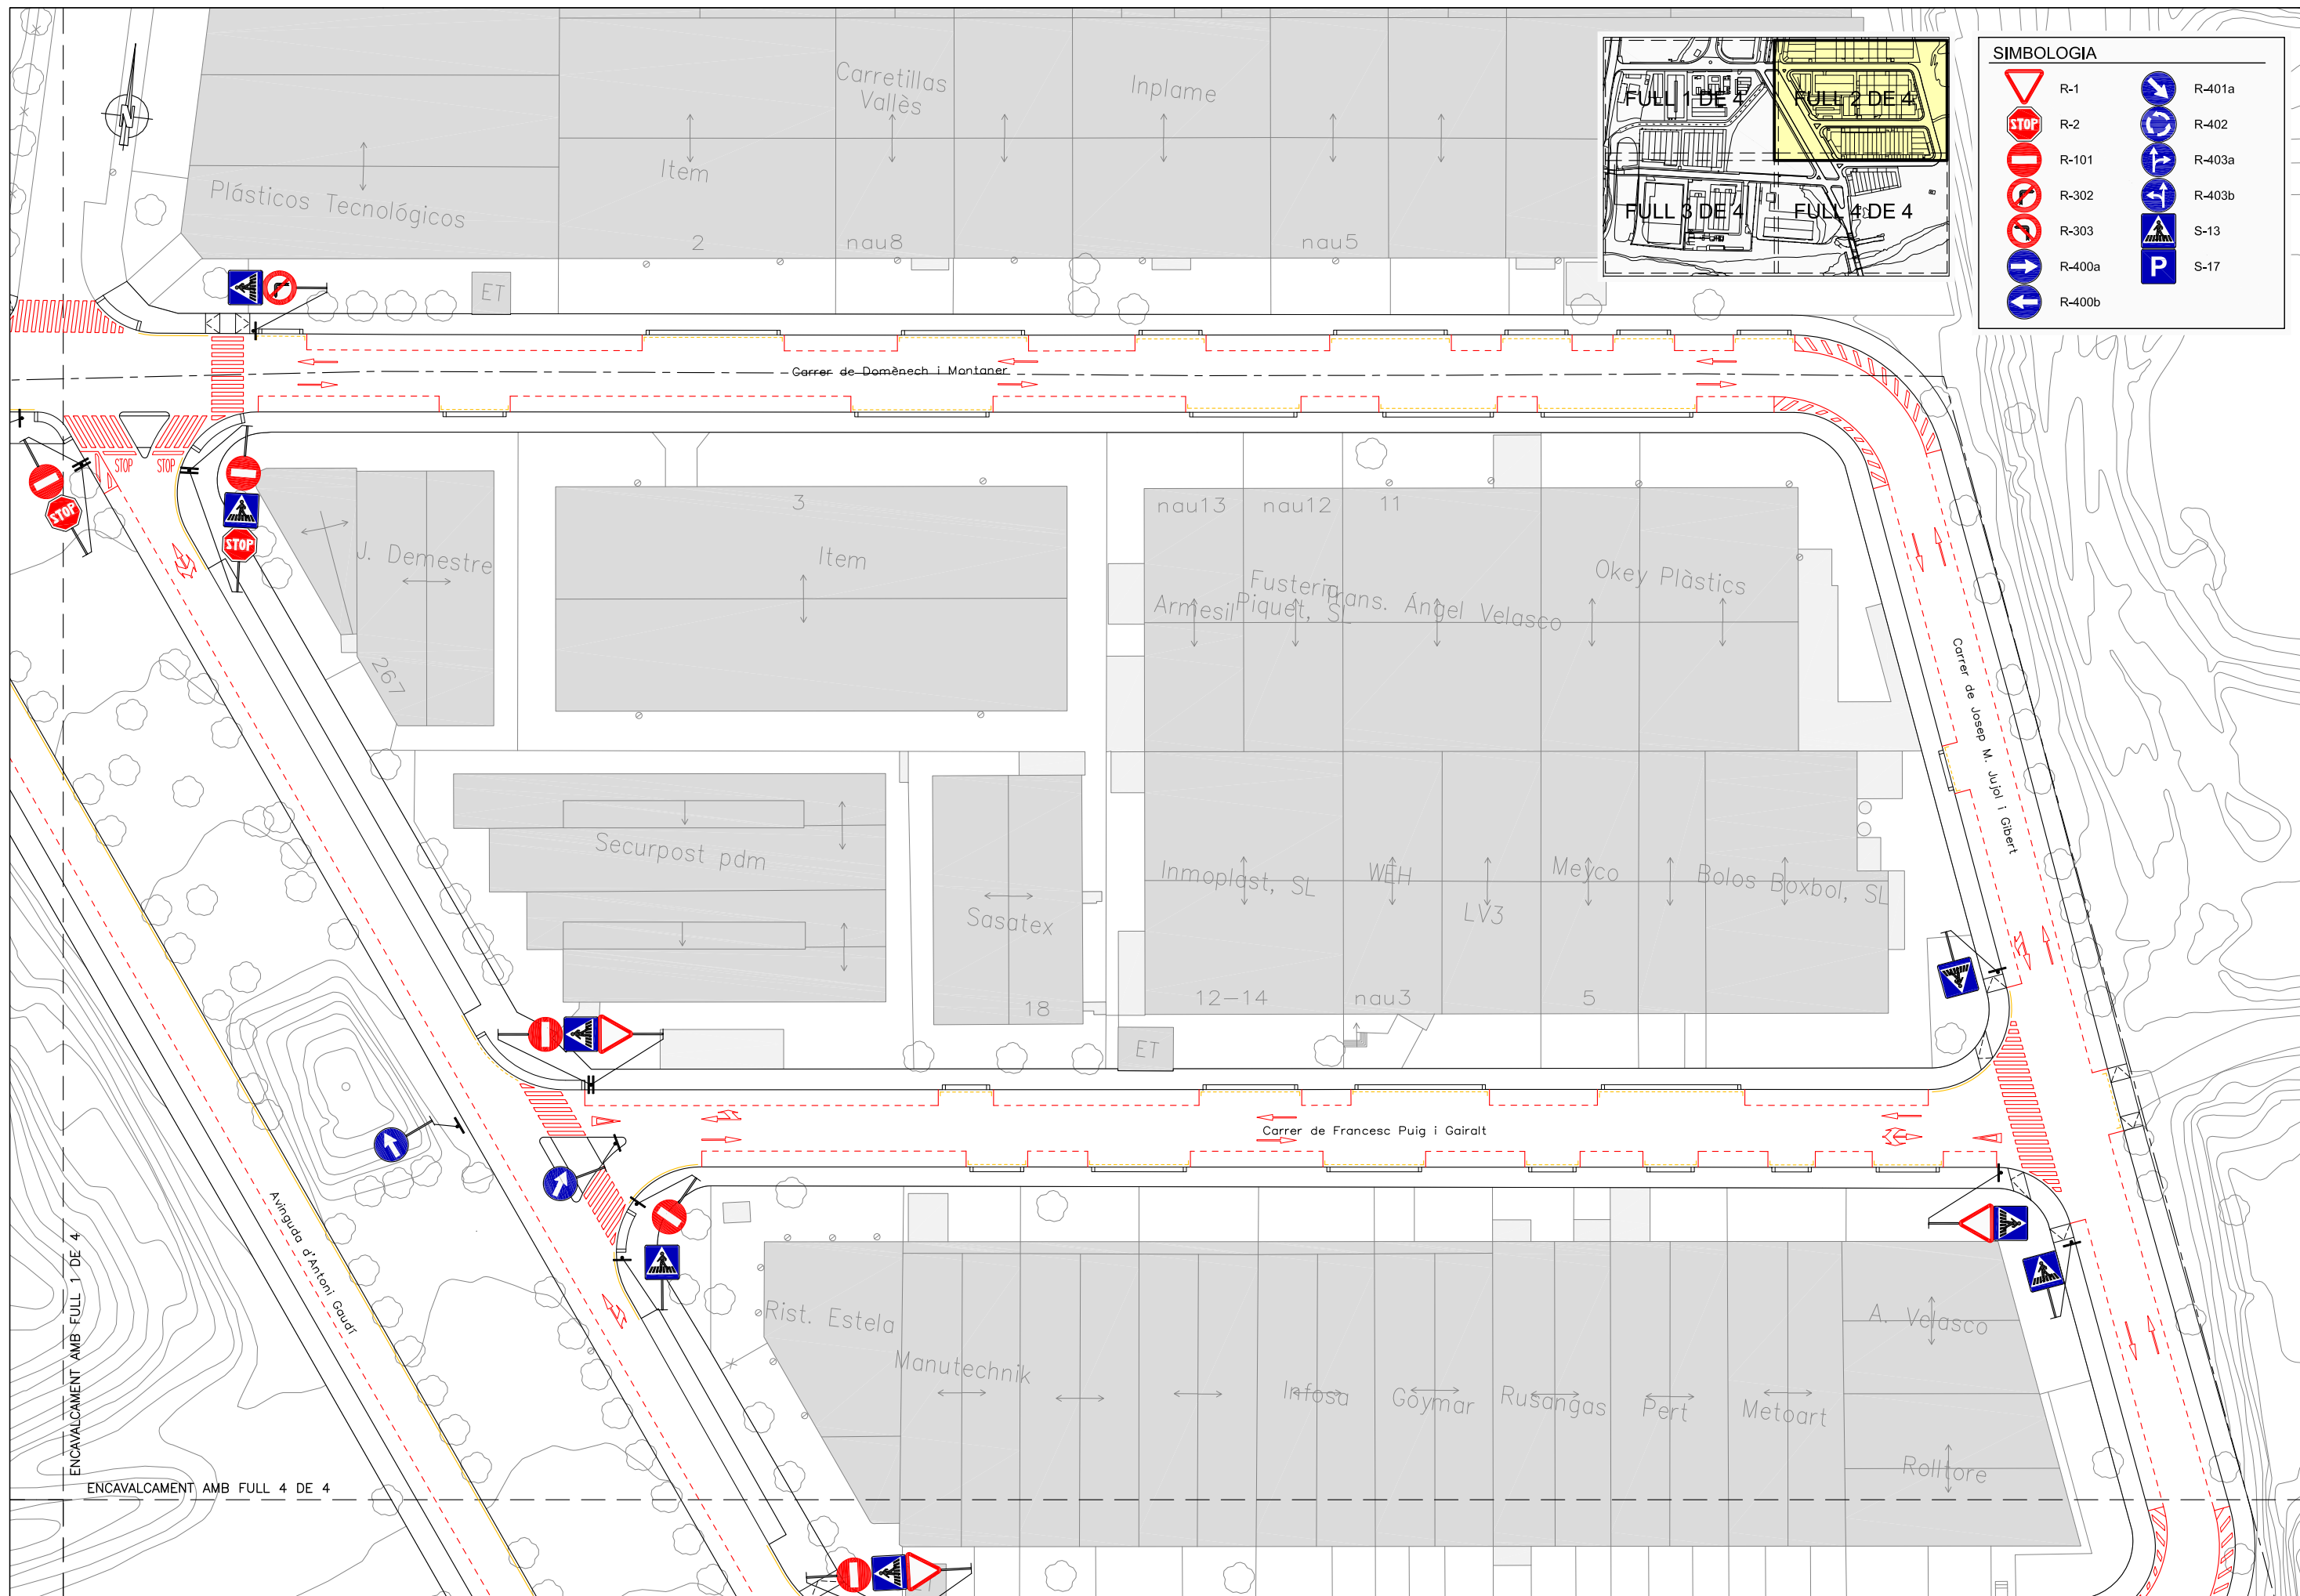 Carretillas
Vallès
Inplame
Item
Plásticos Tecnológicos
2
nau8
nau5
ET
FULL 1 DE 4
FULL 2 DE 4
FULL 3 DE 4
FULL 4 DE 4
SIMBOLOGIA
R-1
R-401a
STOP
R-2
R-402
R-101
R-403a
R-302
R-403b
R-303
S-13
R-400a
P
S-17
R-400b
Carrer de Domènech i Montaner
STOP
STOP
STOP
STOP
J. Demestre
267
3
Item
nau13
nau12
11
Armesil
Fusteria
Piquet, SL
Trans. Ángel Velasco
Okey Plàstics
Carrer de Josep M. Jujol i Gibert
Securpost pdm
Sasatex
18
Inmoplast, SL
WEH
LV3
Meyco
Bolos Boxbol, SL
12-14
nau3
5
ET
Carrer de Francesc Puig i Gairalt
Avinguda d'Antoni Gaudí
ENCAVALCAMENT AMB FULL 1 DE 4
ENCAVALCAMENT AMB FULL 4 DE 4
Rist. Estela
Manutechnik
Infosa
Goymar
Rusangas
Pert
Metoart
A. Velasco
Rolltore
ET